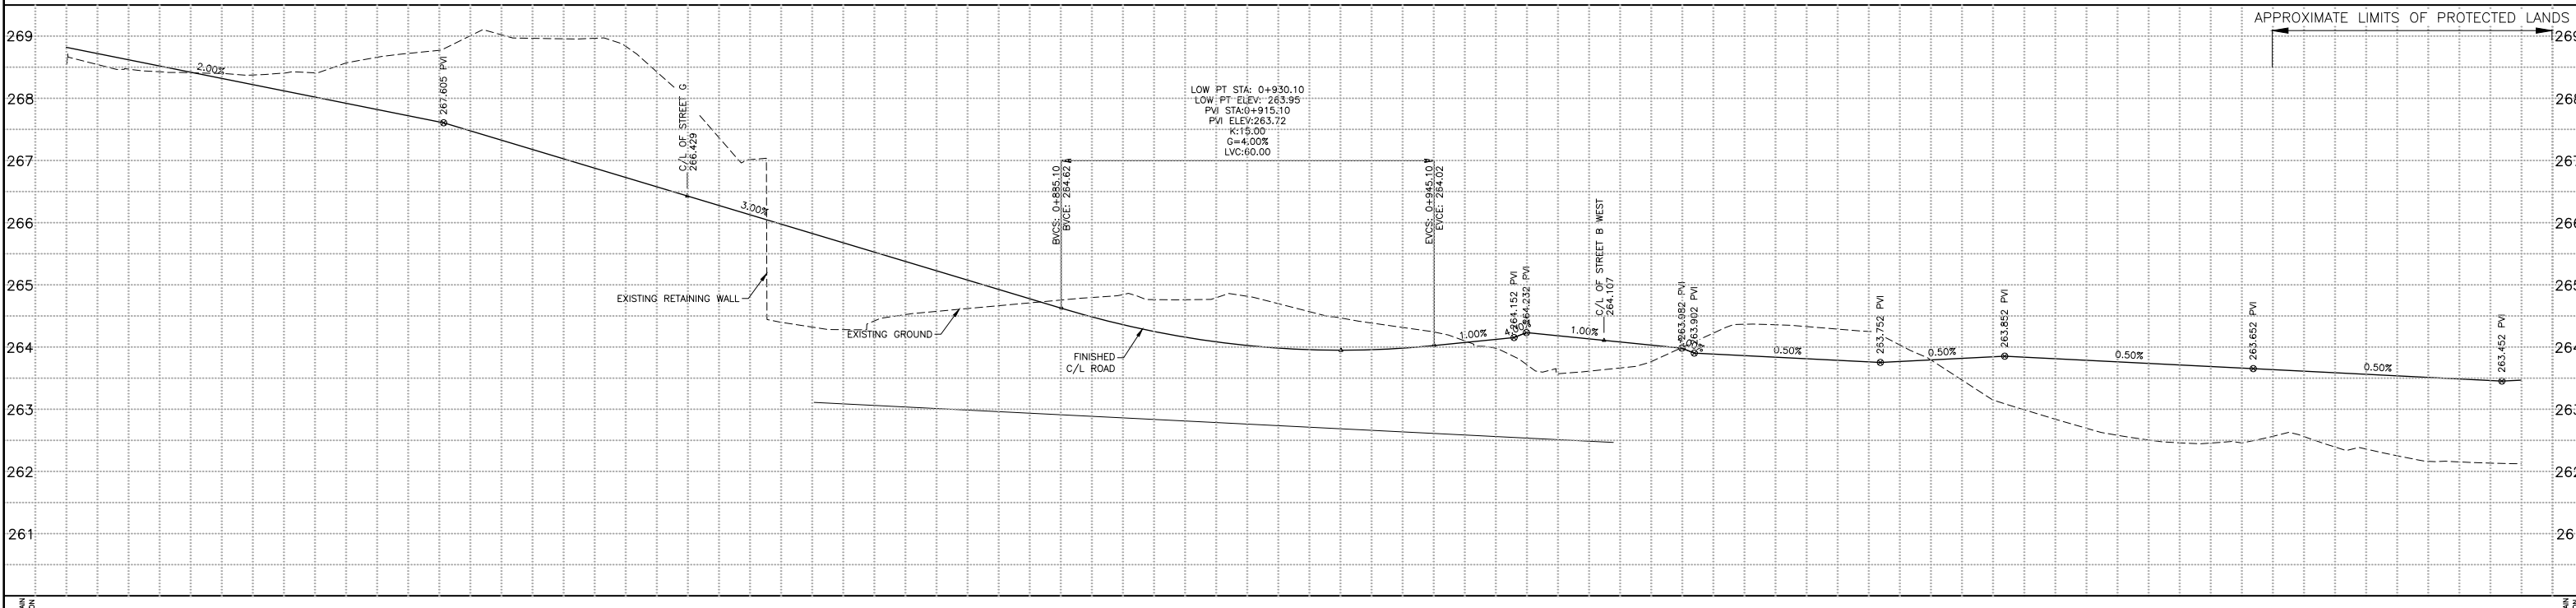 APPROXIMATE LIMITS OF PROTECTED LANDS
269
268
267
266
265
264
263
262
261
2.00%
267.605 PVI
C/L OF STREET G
266.429
3.00%
EXISTING RETAINING WALL
EXISTING GROUND
BVCS: 0+885.10
BVCE: 264.62
LOW PT STA: 0+930.10
LOW PT ELEV: 263.95
PVI STA:0+915.10
PVI ELEV:263.72
K:15.00
G=4.00%
LVC:60.00
FINISHED
C/L ROAD
EVCS: 0+945.10
EVCE: 264.02
1.00%
264.152 PVI
4.00%
264.232 PVI
1.00%
C/L OF STREET B WEST
264.107
263.982 PVI
263.902 PVI
0.50%
263.752 PVI
0.50%
263.852 PVI
0.50%
263.652 PVI
0.50%
263.452 PVI
269
268
267
266
265
264
263
262
26